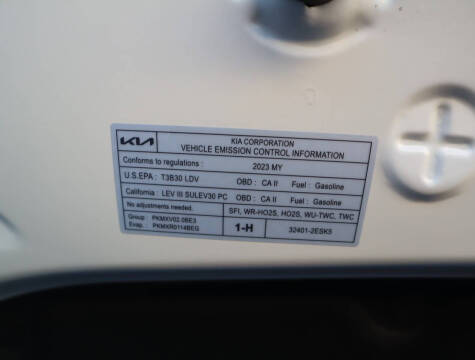 KIA
KIA CORPORATION
VEHICLE EMISSION CONTROL INFORMATION
Conforms to regulations : 2023 MY
U.S.EPA : T3B30 LDV OBD : CA II Fuel : Gasoline
California : LEV III SULEV30 PC OBD : CA II Fuel : Gasoline
No adjustments needed. SFI, WR-HO2S, HO2S, WU-TWC, TWC
Group : PKMXV02.0BE3
Evap. : PKMXR0114BEG
1-H
32401-2ESK5